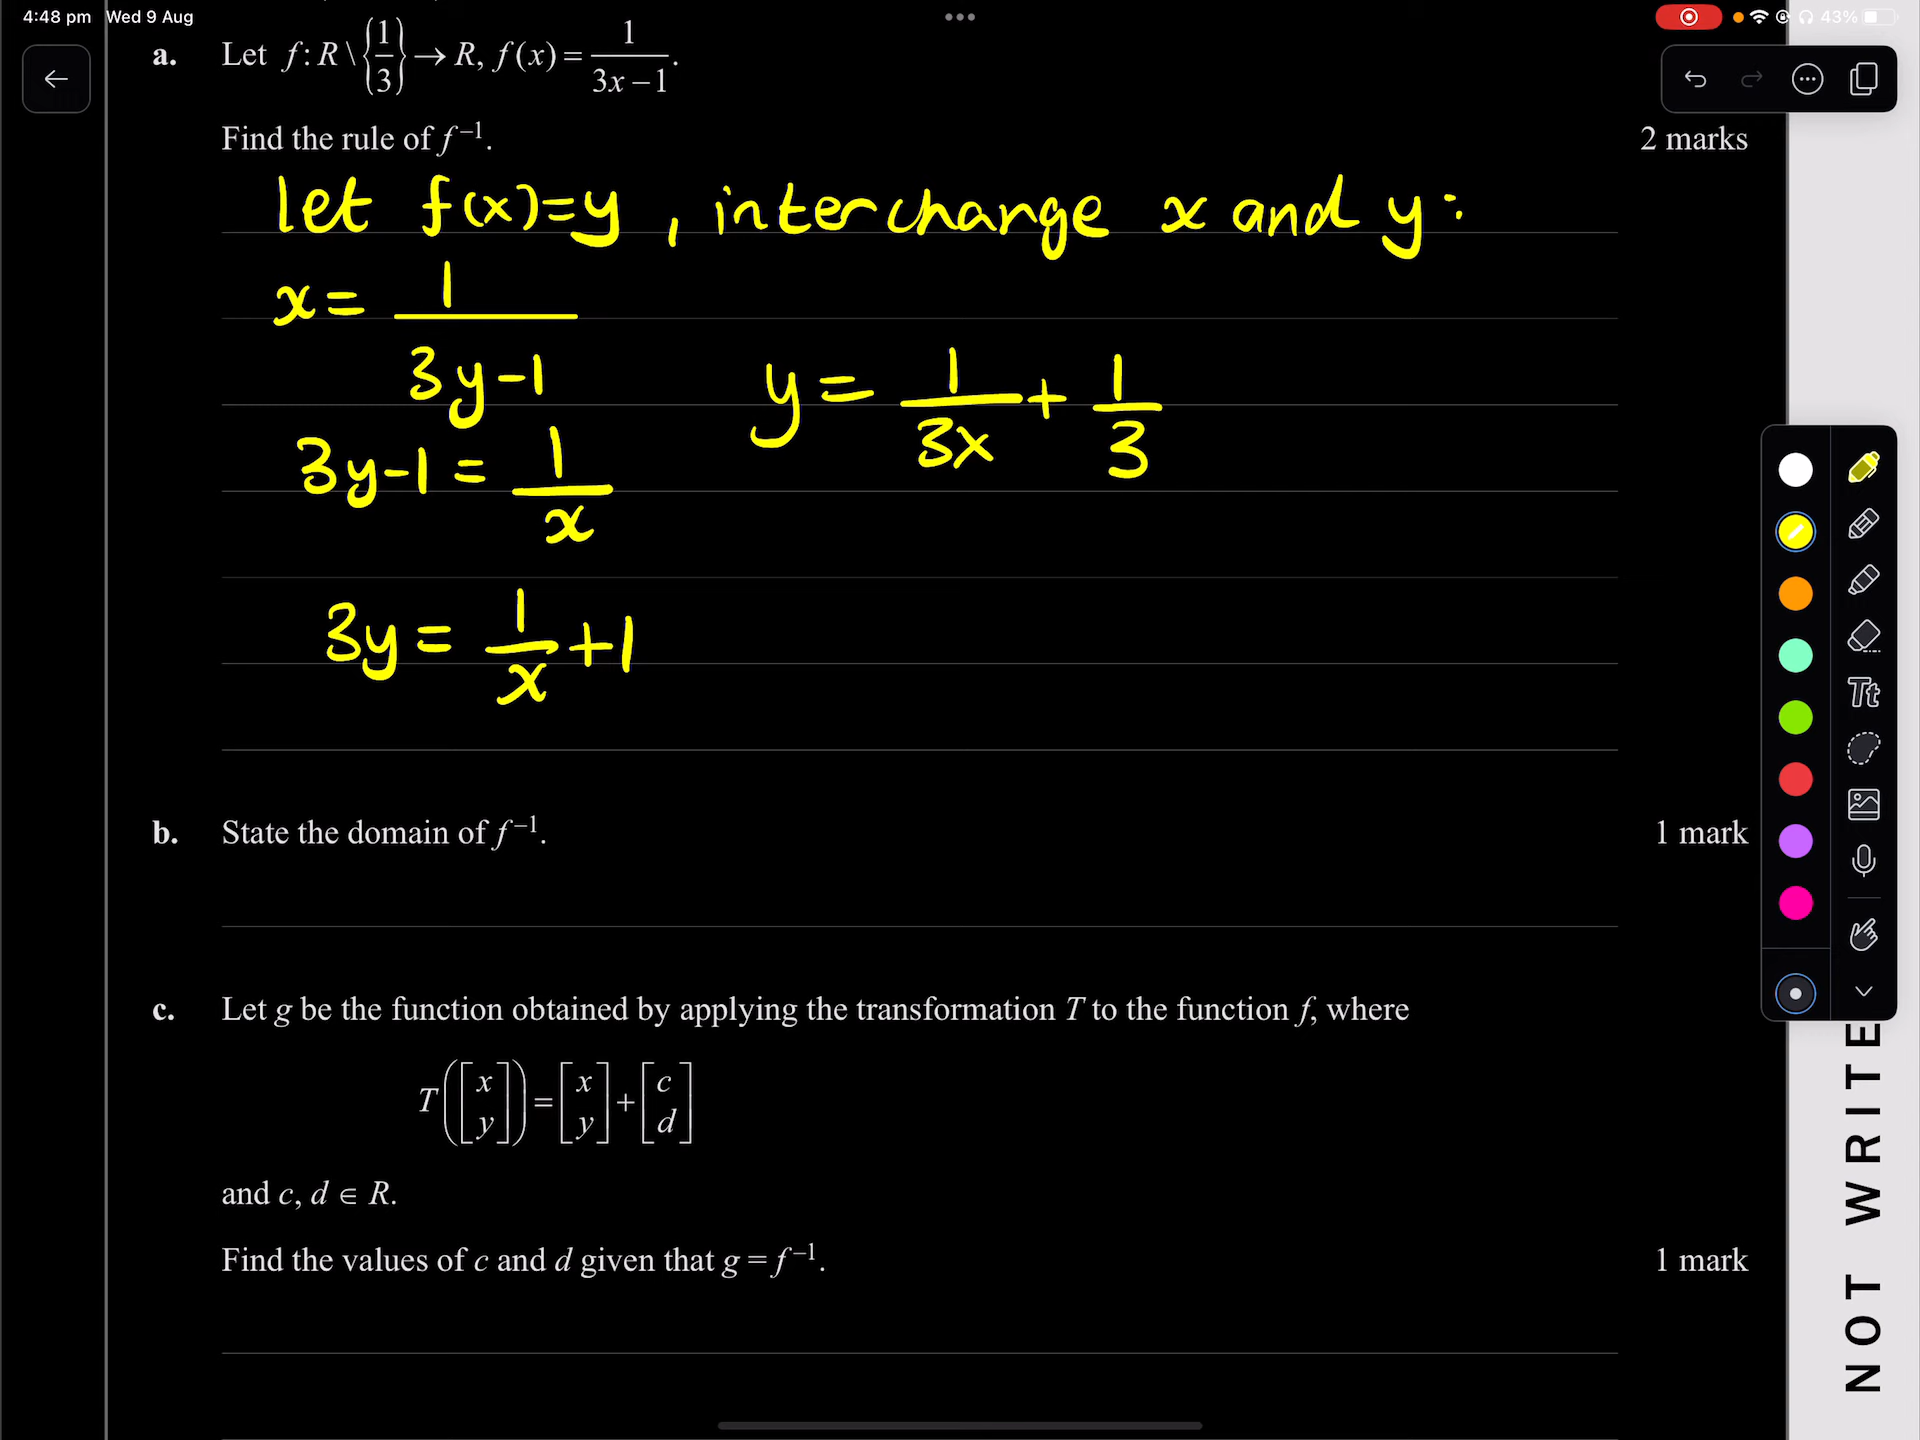 4:48 pm Wed 9 Aug
43%
a. Let f: R \ {1/3} → R, f(x) = 1/(3x − 1).
Find the rule of f⁻¹. 2 marks
let f(x)=y , interchange x and y:
x = 1/(3y-1)
3y-1 = 1/x
3y = 1/x +1
y = 1/3x + 1/3
b. State the domain of f⁻¹. 1 mark
c. Let g be the function obtained by applying the transformation T to the function f, where
T([x y]) = [x y] + [c d]
and c, d ∈ R.
Find the values of c and d given that g = f⁻¹. 1 mark
Tt
NOT WRITE